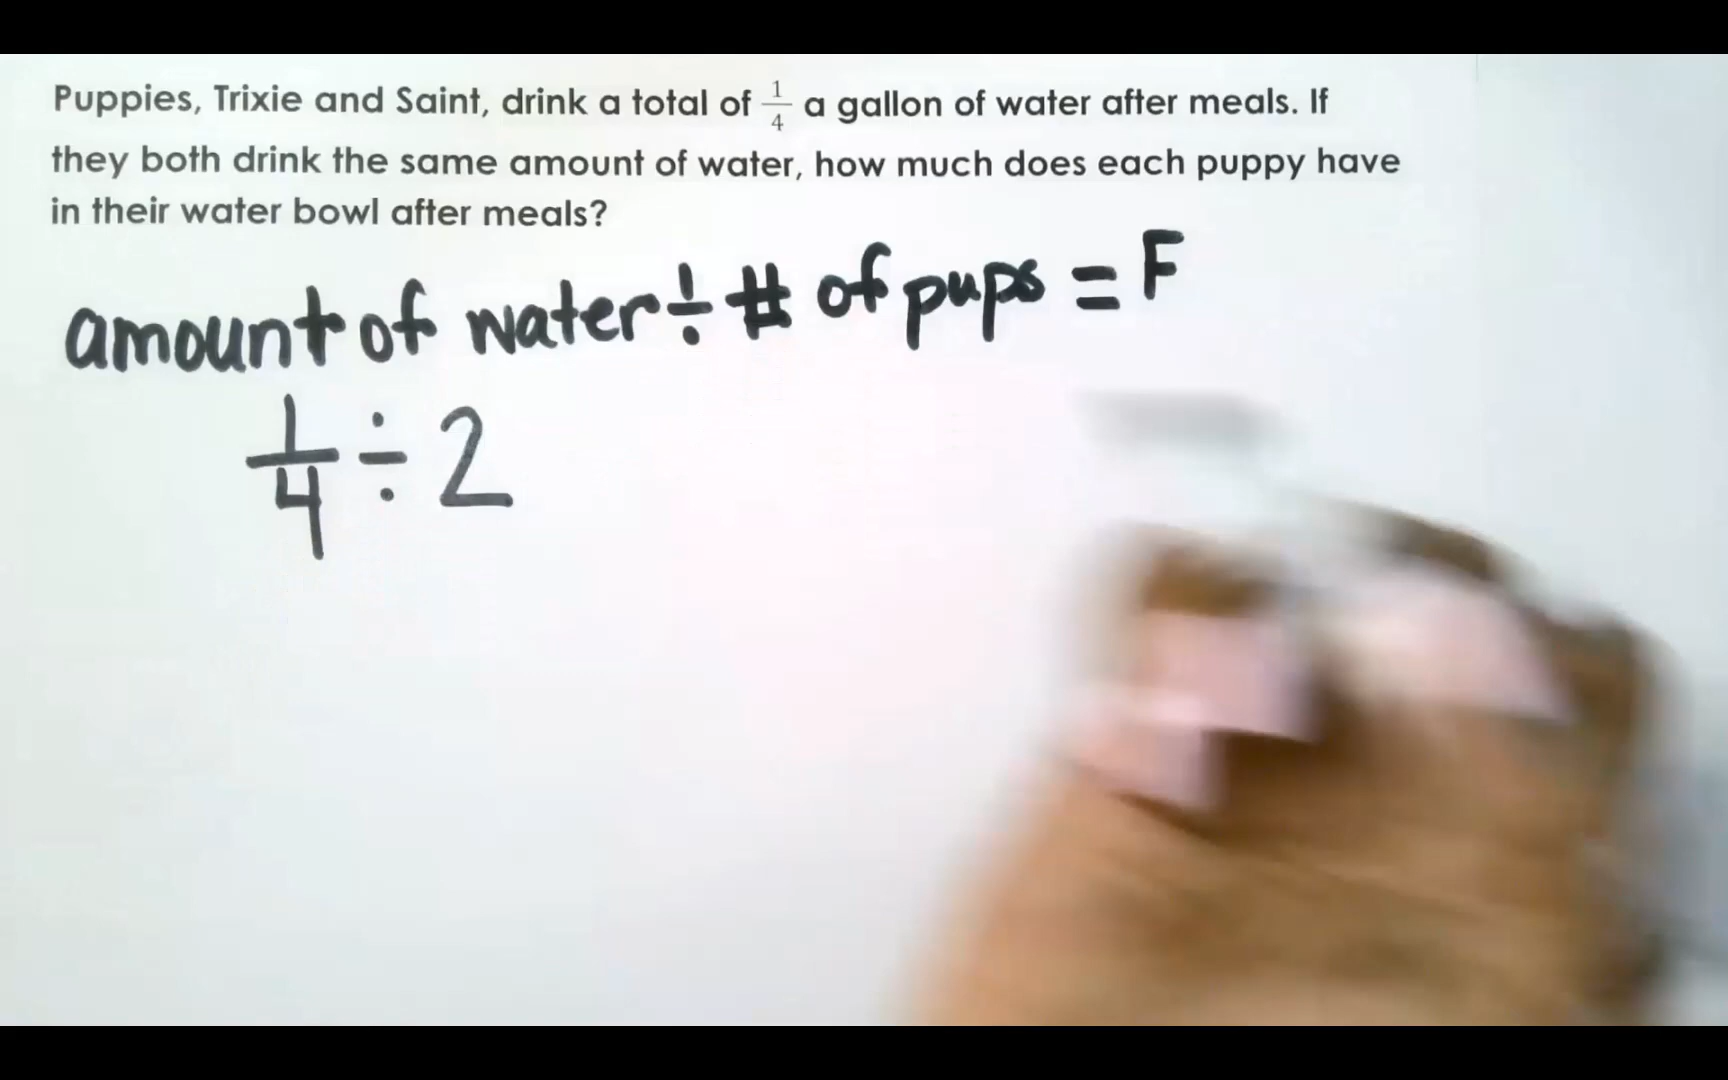 Puppies, Trixie and Saint, drink a total of 1/4 a gallon of water after meals. If
they both drink the same amount of water, how much does each puppy have
in their water bowl after meals?
amount of water ÷ # of pups = F
1/4 ÷ 2